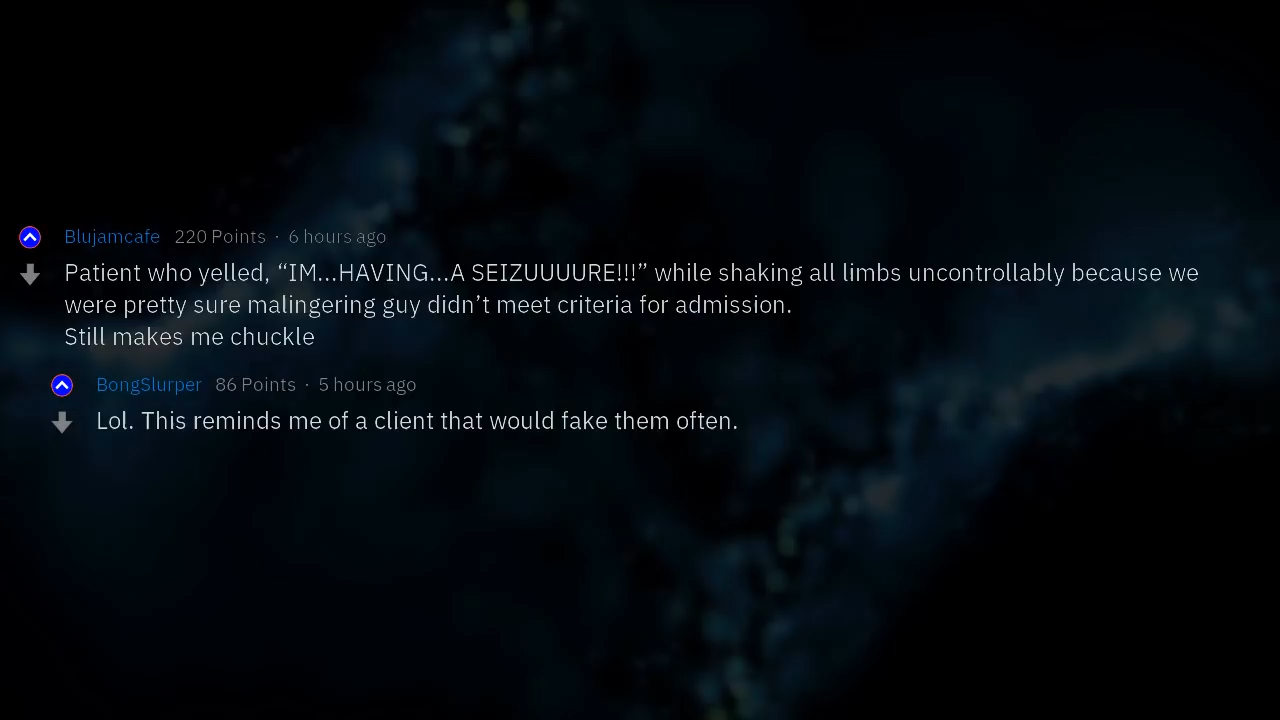 Blujamcafe 220 Points · 6 hours ago
Patient who yelled, “IM...HAVING...A SEIZUUUURE!!!” while shaking all limbs uncontrollably because we
were pretty sure malingering guy didn’t meet criteria for admission.
Still makes me chuckle
BongSlurper 86 Points · 5 hours ago
Lol. This reminds me of a client that would fake them often.